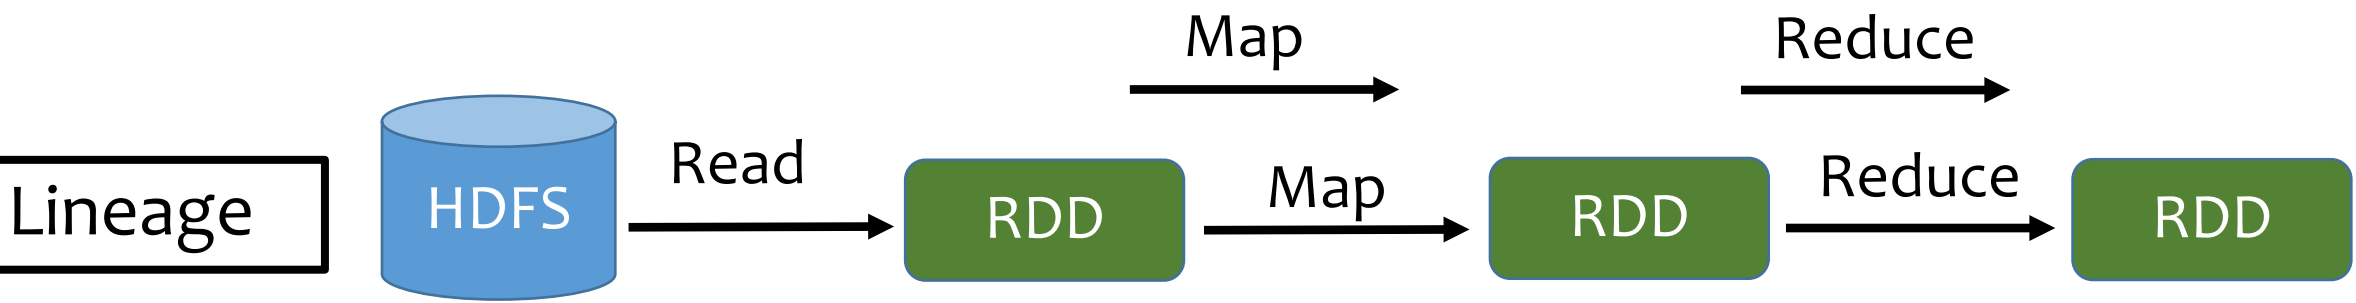 Map
Reduce
Lineage
HDFS
Read
RDD
Map
RDD
Reduce
RDD